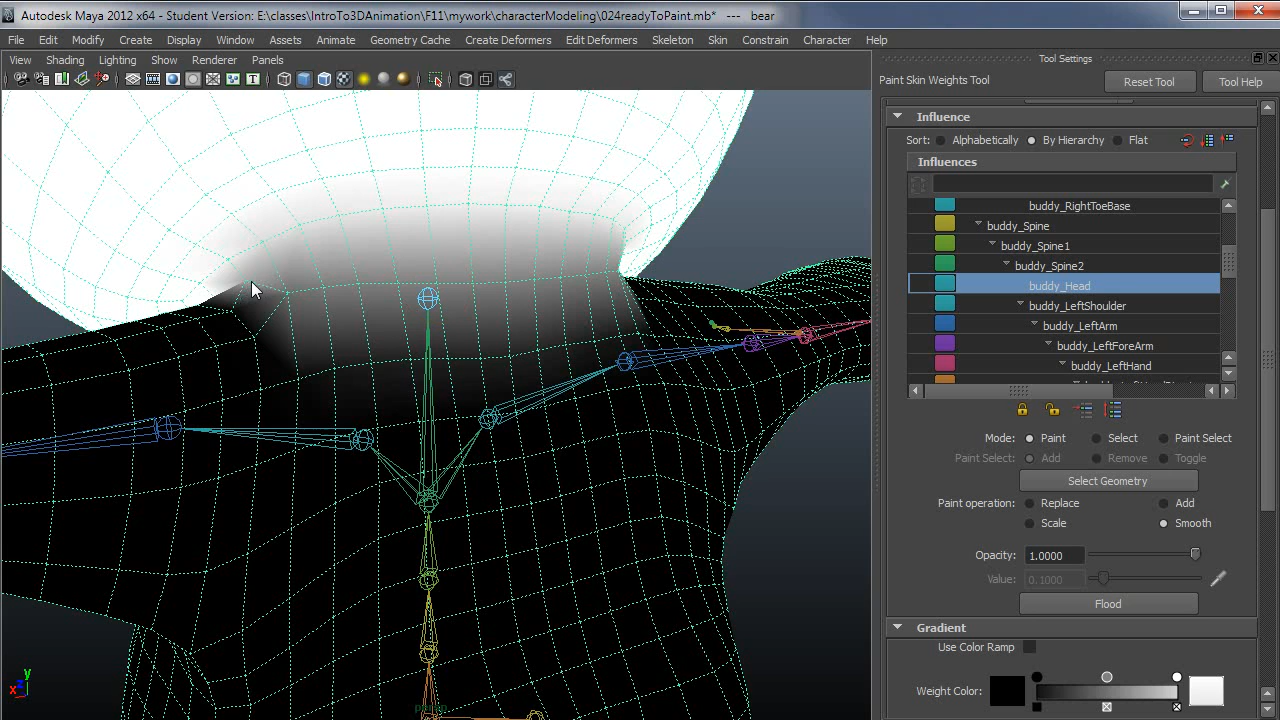 Autodesk Maya 2012 x64 - Student Version: E:\classes\IntroTo3DAnimation\F11\mywork\characterModeling\024readyToPaint.mb* --- bear
File Edit Modify Create Display Window Assets Animate Geometry Cache Create Deformers Edit Deformers Skeleton Skin Constrain Character Help
View Shading Lighting Show Renderer Panels
Tool Settings
Paint Skin Weights Tool
Reset Tool
Tool Help
Influence
Sort: Alphabetically By Hierarchy Flat
Influences
buddy_RightToeBase
buddy_Spine
buddy_Spine1
buddy_Spine2
buddy_Head
buddy_LeftShoulder
buddy_LeftArm
buddy_LeftForeArm
buddy_LeftHand
Mode: Paint Select Paint Select
Paint Select: Add Remove Toggle
Select Geometry
Paint operation: Replace Add
Scale Smooth
Opacity: 1.0000
Value: 0.1000
Flood
Gradient
Use Color Ramp
Weight Color:
y
x z
persp